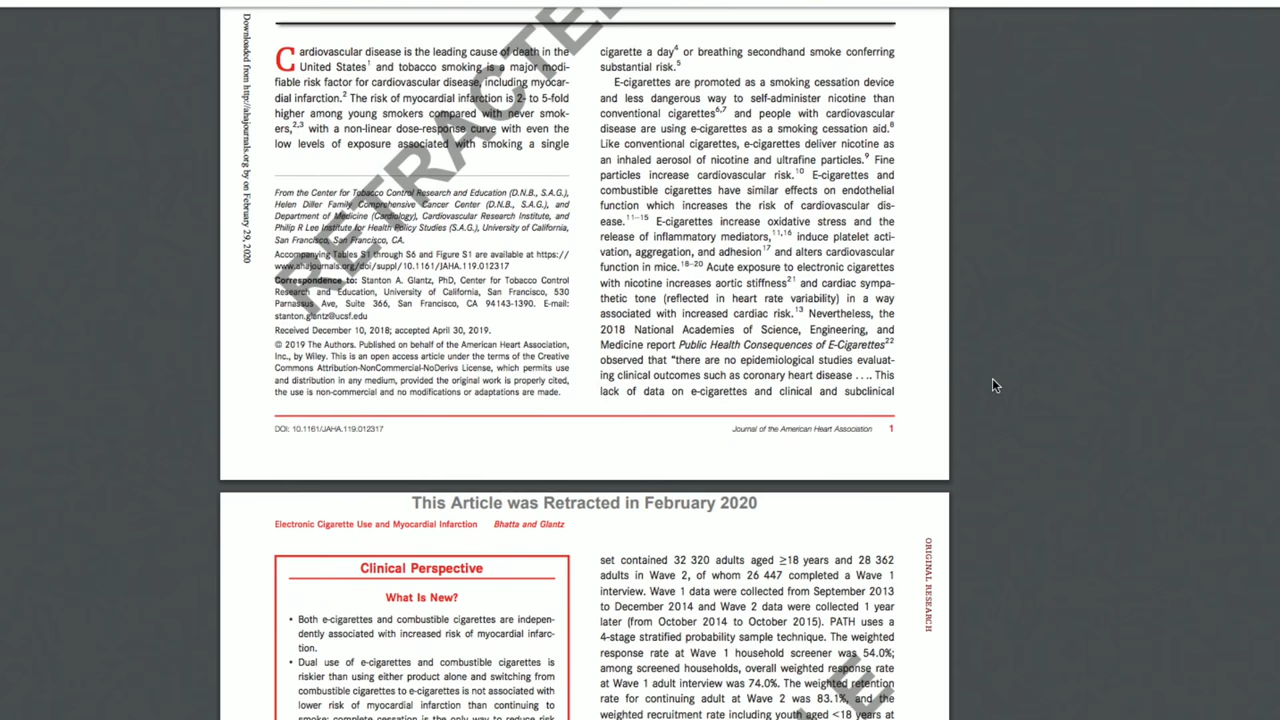 Downloaded from http://ahajournals.org by on February 29, 2020
RETRACTE
Cardiovascular disease is the leading cause of death in the
United States1 and tobacco smoking is a major modi-
fiable risk factor for cardiovascular disease, including myocar-
dial infarction.2 The risk of myocardial infarction is 2- to 5-fold
higher among young smokers compared with never smok-
ers,2,3 with a non-linear dose-response curve with even the
low levels of exposure associated with smoking a single
From the Center for Tobacco Control Research and Education (D.N.B., S.A.G.),
Helen Diller Family Comprehensive Cancer Center (D.N.B., S.A.G.), and
Department of Medicine (Cardiology), Cardiovascular Research Institute, and
Philip R Lee Institute for Health Policy Studies (S.A.G.), University of California,
San Francisco, San Francisco, CA.
Accompanying Tables S1 through S6 and Figure S1 are available at https://
www.ahajournals.org/doi/suppl/10.1161/JAHA.119.012317
Correspondence to: Stanton A. Glantz, PhD, Center for Tobacco Control
Research and Education, University of California, San Francisco, 530
Parnassus Ave, Suite 366, San Francisco, CA 94143-1390. E-mail:
stanton.glantz@ucsf.edu
Received December 10, 2018; accepted April 30, 2019.
© 2019 The Authors. Published on behalf of the American Heart Association,
Inc., by Wiley. This is an open access article under the terms of the Creative
Commons Attribution-NonCommercial-NoDerivs License, which permits use
and distribution in any medium, provided the original work is properly cited,
the use is non-commercial and no modifications or adaptations are made.
cigarette a day4 or breathing secondhand smoke conferring
substantial risk.5
E-cigarettes are promoted as a smoking cessation device
and less dangerous way to self-administer nicotine than
conventional cigarettes6,7 and people with cardiovascular
disease are using e-cigarettes as a smoking cessation aid.8
Like conventional cigarettes, e-cigarettes deliver nicotine as
an inhaled aerosol of nicotine and ultrafine particles.9 Fine
particles increase cardiovascular risk.10 E-cigarettes and
combustible cigarettes have similar effects on endothelial
function which increases the risk of cardiovascular dis-
ease.11–15 E-cigarettes increase oxidative stress and the
release of inflammatory mediators,11,16 induce platelet acti-
vation, aggregation, and adhesion17 and alters cardiovascular
function in mice.18–20 Acute exposure to electronic cigarettes
with nicotine increases aortic stiffness21 and cardiac sympa-
thetic tone (reflected in heart rate variability) in a way
associated with increased cardiac risk.13 Nevertheless, the
2018 National Academies of Science, Engineering, and
Medicine report Public Health Consequences of E-Cigarettes22
observed that “there are no epidemiological studies evaluat-
ing clinical outcomes such as coronary heart disease . . . . This
lack of data on e-cigarettes and clinical and subclinical
DOI: 10.1161/JAHA.119.012317
Journal of the American Heart Association 1
This Article was Retracted in February 2020
Electronic Cigarette Use and Myocardial Infarction Bhatta and Glantz
Clinical Perspective
What Is New?
• Both e-cigarettes and combustible cigarettes are indepen-
dently associated with increased risk of myocardial infarc-
tion.
• Dual use of e-cigarettes and combustible cigarettes is
riskier than using either product alone and switching from
combustible cigarettes to e-cigarettes is not associated with
lower risk of myocardial infarction than continuing to
smoke; complete cessation is the only way to reduce risk
set contained 32 320 adults aged ≥18 years and 28 362
adults in Wave 2, of whom 26 447 completed a Wave 1
interview. Wave 1 data were collected from September 2013
to December 2014 and Wave 2 data were collected 1 year
later (from October 2014 to October 2015). PATH uses a
4-stage stratified probability sample technique. The weighted
response rate at Wave 1 household screener was 54.0%;
among screened households, overall weighted response rate
at Wave 1 adult interview was 74.0%. The weighted retention
rate for continuing adult at Wave 2 was 83.1%, and the
weighted recruitment rate including youth aged <18 years at
ORIGINAL RESEARCH